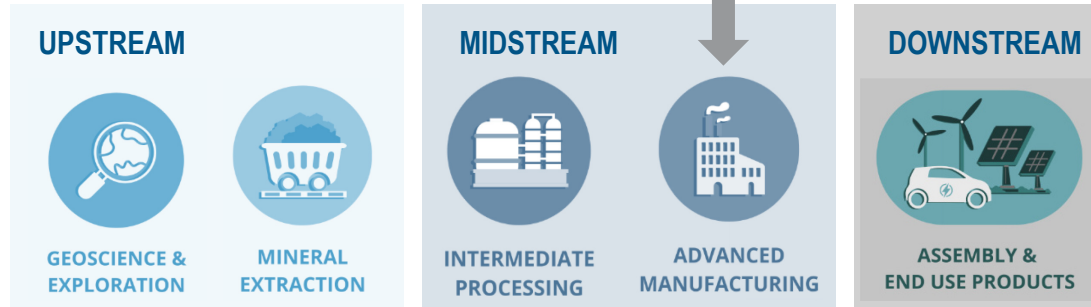 UPSTREAM
GEOSCIENCE &
EXPLORATION
MINERAL
EXTRACTION
MIDSTREAM
INTERMEDIATE
PROCESSING
ADVANCED
MANUFACTURING
DOWNSTREAM
ASSEMBLY &
END USE PRODUCTS